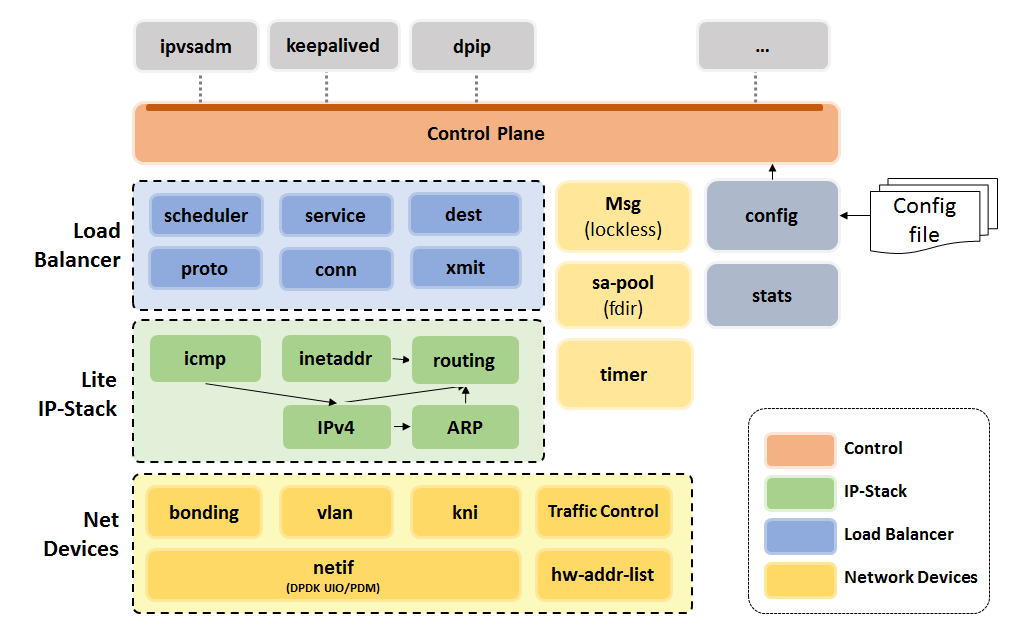 ipvsadm
keepalived
dpip
...
Control Plane
Load
Balancer
scheduler
service
dest
proto
conn
xmit
Msg
(lockless)
sa-pool
(fdir)
timer
config
stats
Config
file
Lite
IP-Stack
icmp
inetaddr
routing
IPv4
ARP
Net
Devices
bonding
vlan
kni
Traffic Control
netif
(DPDK UIO/PDM)
hw-addr-list
Control
IP-Stack
Load Balancer
Network Devices